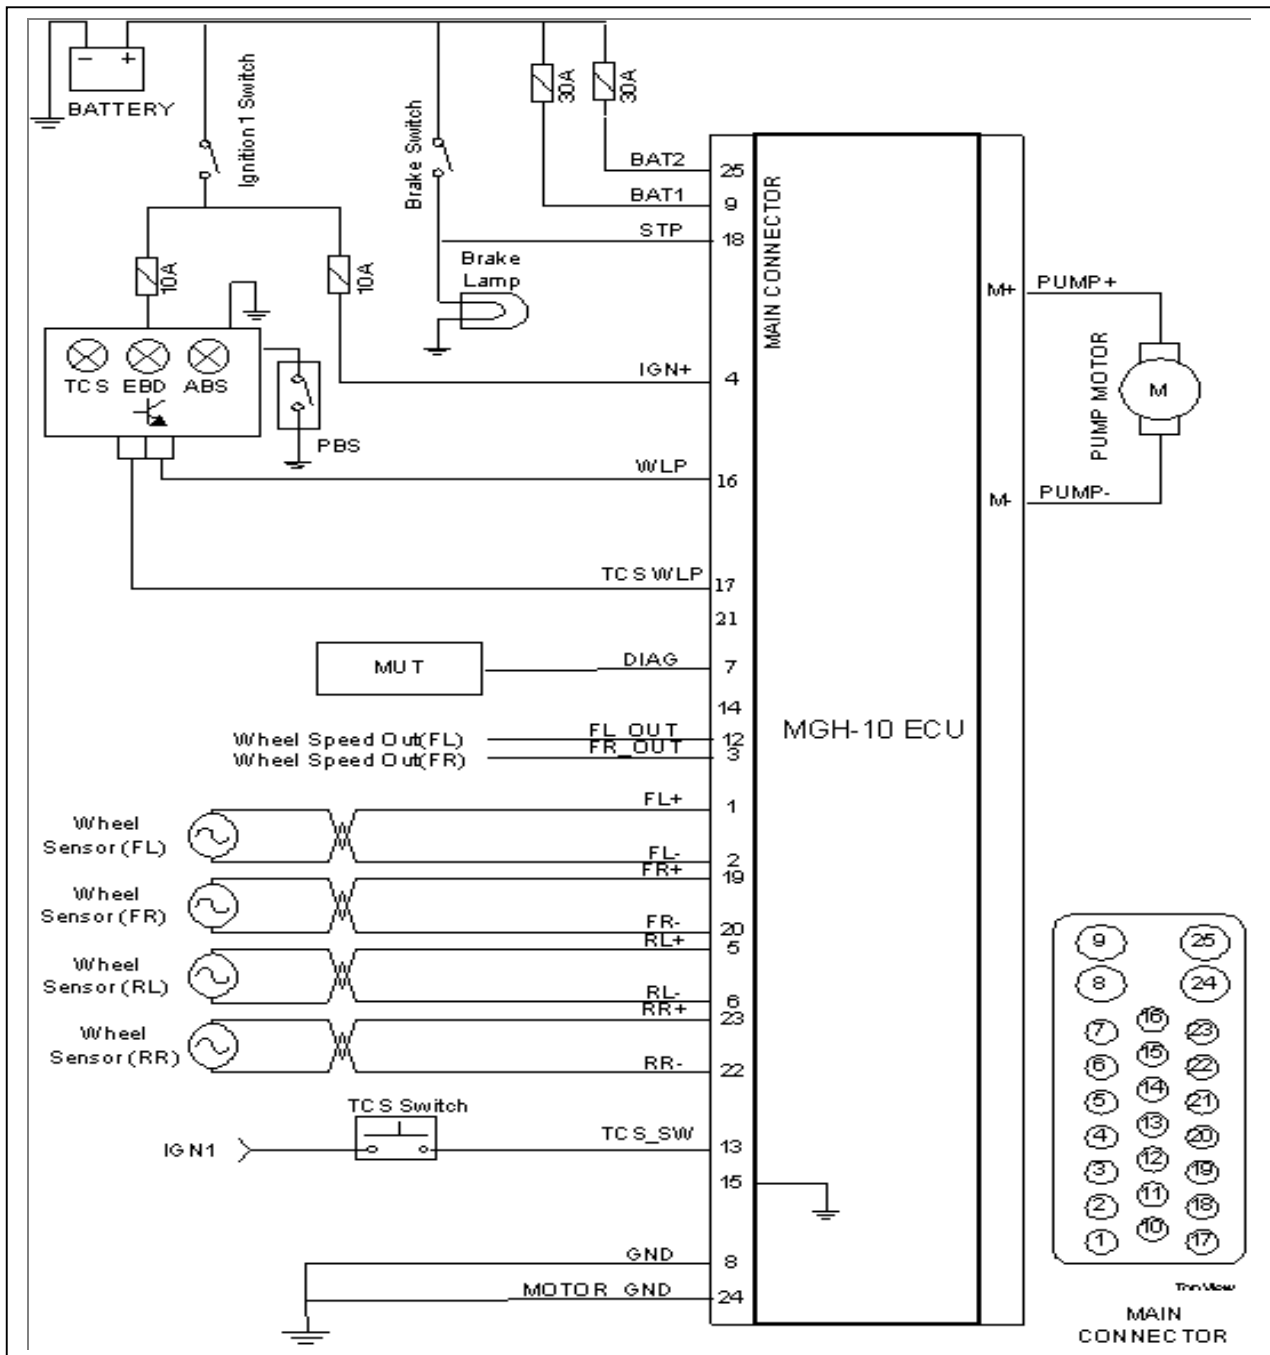 - +
BATTERY
Ignition 1 Switch
Brake Switch
30A
30A
BAT2 25
BAT1 9
STP 18
MAIN CONNECTOR
10A
10A
Brake
Lamp
M+ PUMP+
TCS EBD ABS
IGN+ 4
PUMP MOTOR
M
PBS
WLP 16
M- PUMP-
TCSWLP 17
21
MUT DIAG 7
14
MGH-10 ECU
Wheel Speed Out(FL) FL_OUT 12
Wheel Speed Out(FR) FR_OUT 3
FL+ 1
Wheel
Sensor(FL)
FL- 2
FR+ 19
Wheel
Sensor(FR)
FR- 20
RL+ 5
Wheel
Sensor(RL)
RL- 6
RR+ 23
Wheel
Sensor(RR)
RR- 22
TCS Switch
IGN1 TCS_SW 13
15
GND 8
MOTOR_GND 24
9 25
8 24
16
7 23
15
6 22
14
5 21
13
4 20
12
3 19
11
2 18
10
1 17
Top View
MAIN
CONNECTOR